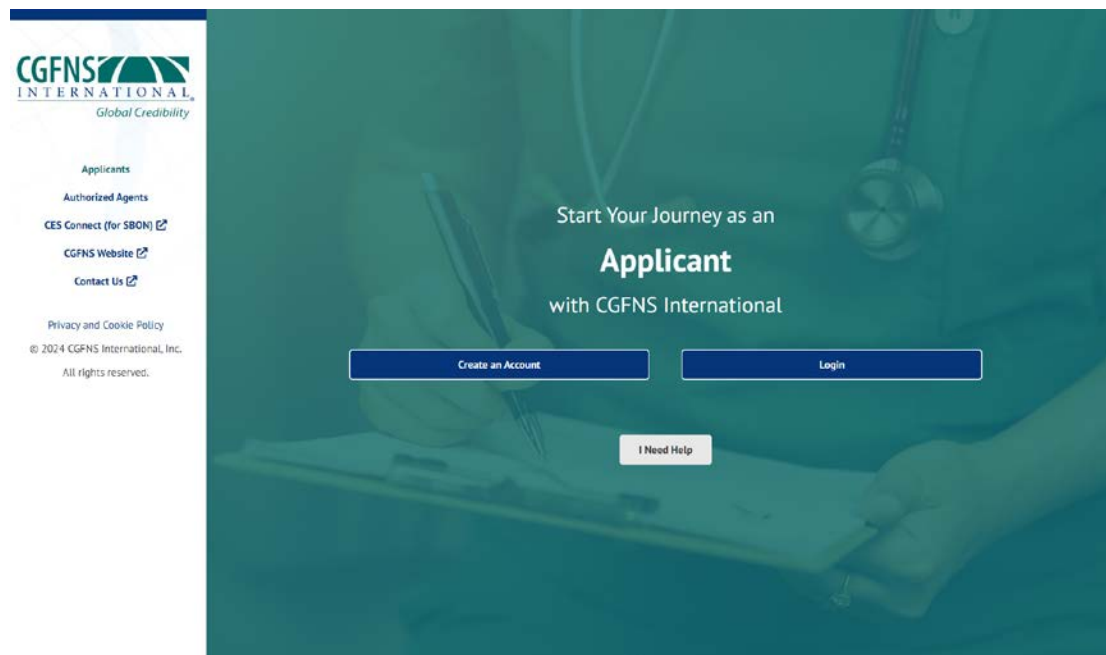 CGFNS
INTERNATIONAL®
Global Credibility
Applicants
Authorized Agents
CES Connect (for SBON)
CGFNS Website
Contact Us
Privacy and Cookie Policy
© 2024 CGFNS International, Inc.
All rights reserved.
Start Your Journey as an
Applicant
with CGFNS International
Create an Account
Login
I Need Help